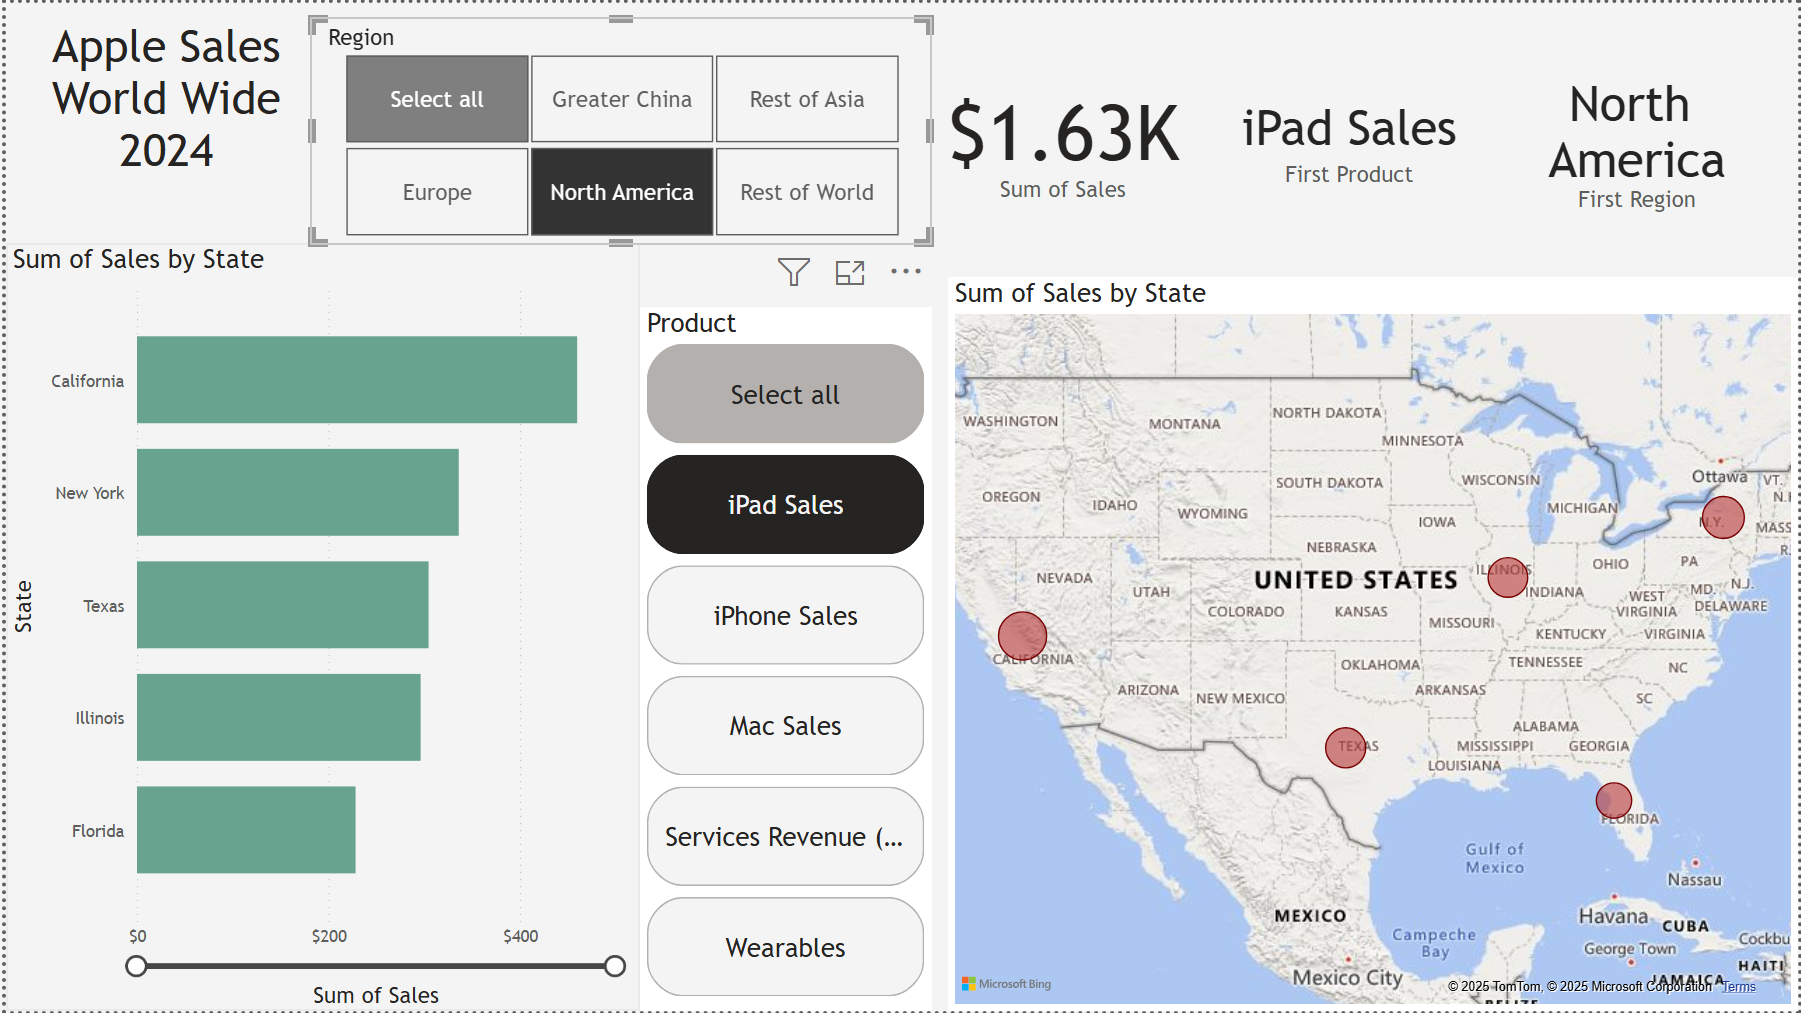 Apple Sales
World Wide
2024
Region
Select all
Greater China
Rest of Asia
Europe
North America
Rest of World
$1.63K
Sum of Sales
iPad Sales
First Product
North
America
First Region
Sum of Sales by State
State
California
New York
Texas
Illinois
Florida
$0
$200
$400
Sum of Sales
Product
Select all
iPad Sales
iPhone Sales
Mac Sales
Services Revenue (...
Wearables
Sum of Sales by State
WASHINGTON
MONTANA
NORTH DAKOTA
MINNESOTA
Ottawa
VT.
OREGON
IDAHO
WYOMING
SOUTH DAKOTA
WISCONSIN
MICHIGAN
N.Y.
MASS
IOWA
NEBRASKA
ILLINOIS
INDIANA
OHIO
PA
N.J.
MD.
DELAWARE
NEVADA
UTAH
COLORADO
UNITED STATES
KANSAS
MISSOURI
WEST
VIRGINIA
KENTUCKY
VIRGINIA
CALIFORNIA
OKLAHOMA
TENNESSEE
NC
ARIZONA
NEW MEXICO
ARKANSAS
SC
ALABAMA
TEXAS
MISSISSIPPI
GEORGIA
LOUISIANA
FLORIDA
Gulf of
Mexico
Nassau
MEXICO
Havana
CUBA
Campeche
Bay
George Town
Cockbu
HAITI
Mexico City
JAMAICA
BELIZE
Microsoft Bing
© 2025 TomTom, © 2025 Microsoft Corporation Terms